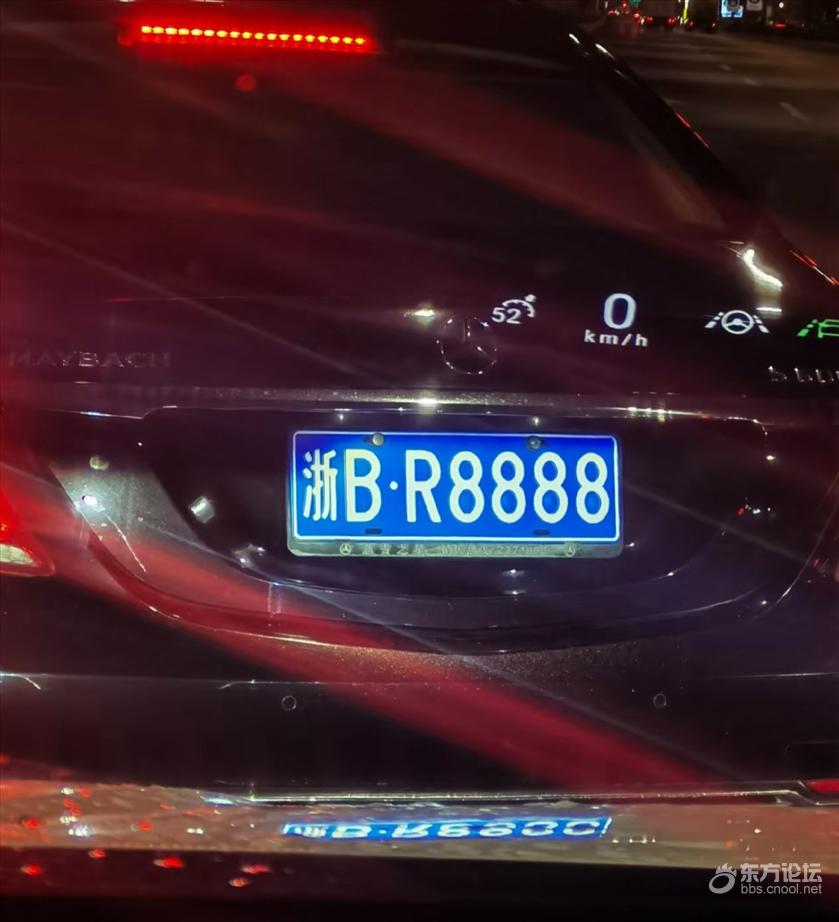 52
0
km/h
MAYBACH
浙B·R8888
东方论坛
bbs.cnool.net